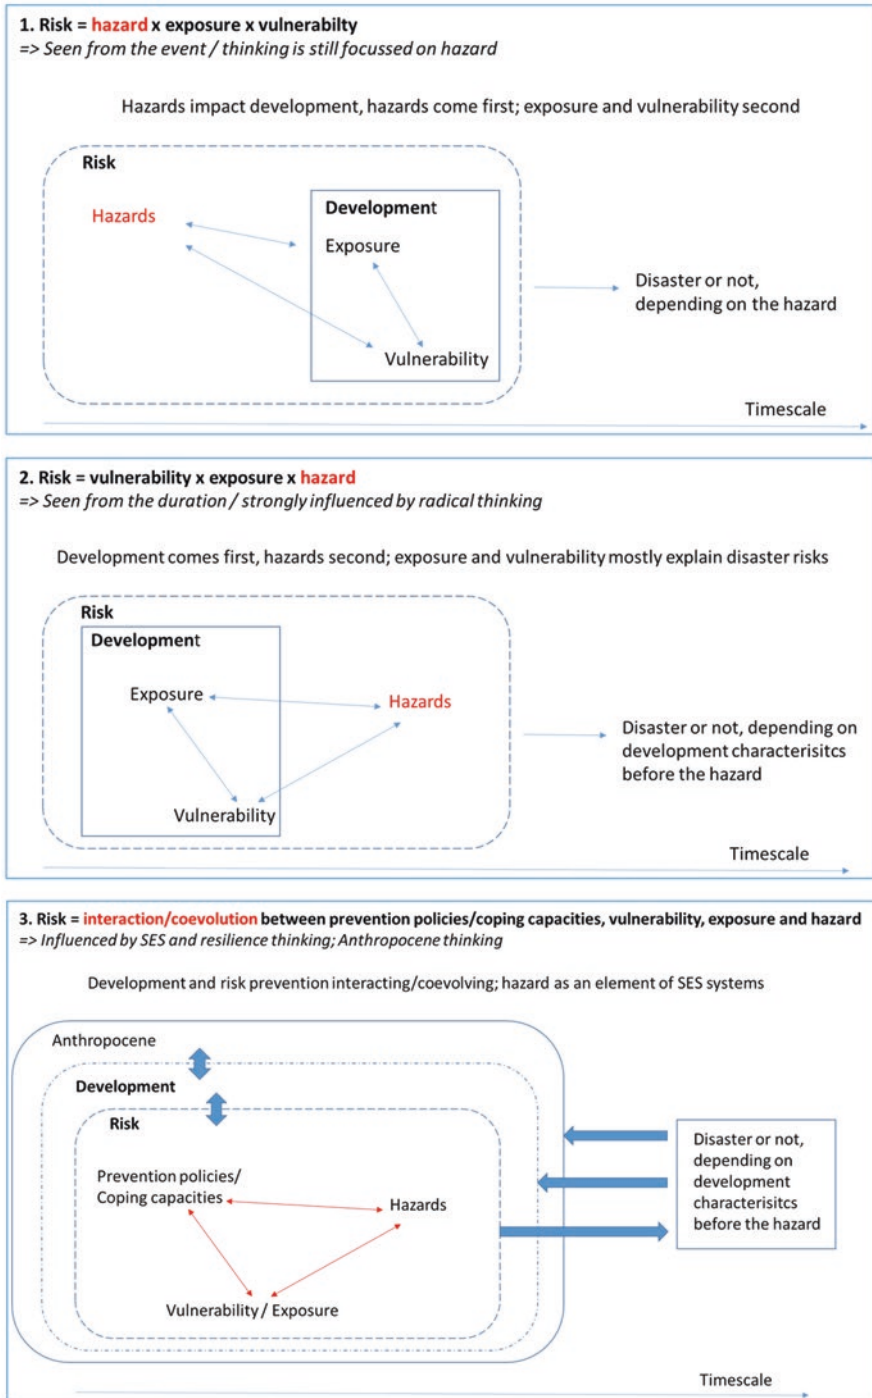 1. Risk = hazard x exposure x vulnerabilty
=> Seen from the event / thinking is still focussed on hazard
Hazards impact development, hazards come first; exposure and vulnerability second
Risk
Hazards
Development
Exposure
Vulnerability
Disaster or not,
depending on the hazard
Timescale
2. Risk = vulnerability x exposure x hazard
=> Seen from the duration / strongly influenced by radical thinking
Development comes first, hazards second; exposure and vulnerability mostly explain disaster risks
Risk
Development
Exposure
Hazards
Vulnerability
Disaster or not, depending on
development characterisitcs
before the hazard
Timescale
3. Risk = interaction/coevolution between prevention policies/coping capacities, vulnerability, exposure and hazard
=> Influenced by SES and resilience thinking; Anthropocene thinking
Development and risk prevention interacting/coevolving; hazard as an element of SES systems
Anthropocene
Development
Risk
Prevention policies/
Coping capacities
Hazards
Vulnerability / Exposure
Disaster or not,
depending on
development
characterisitcs
before the hazard
Timescale